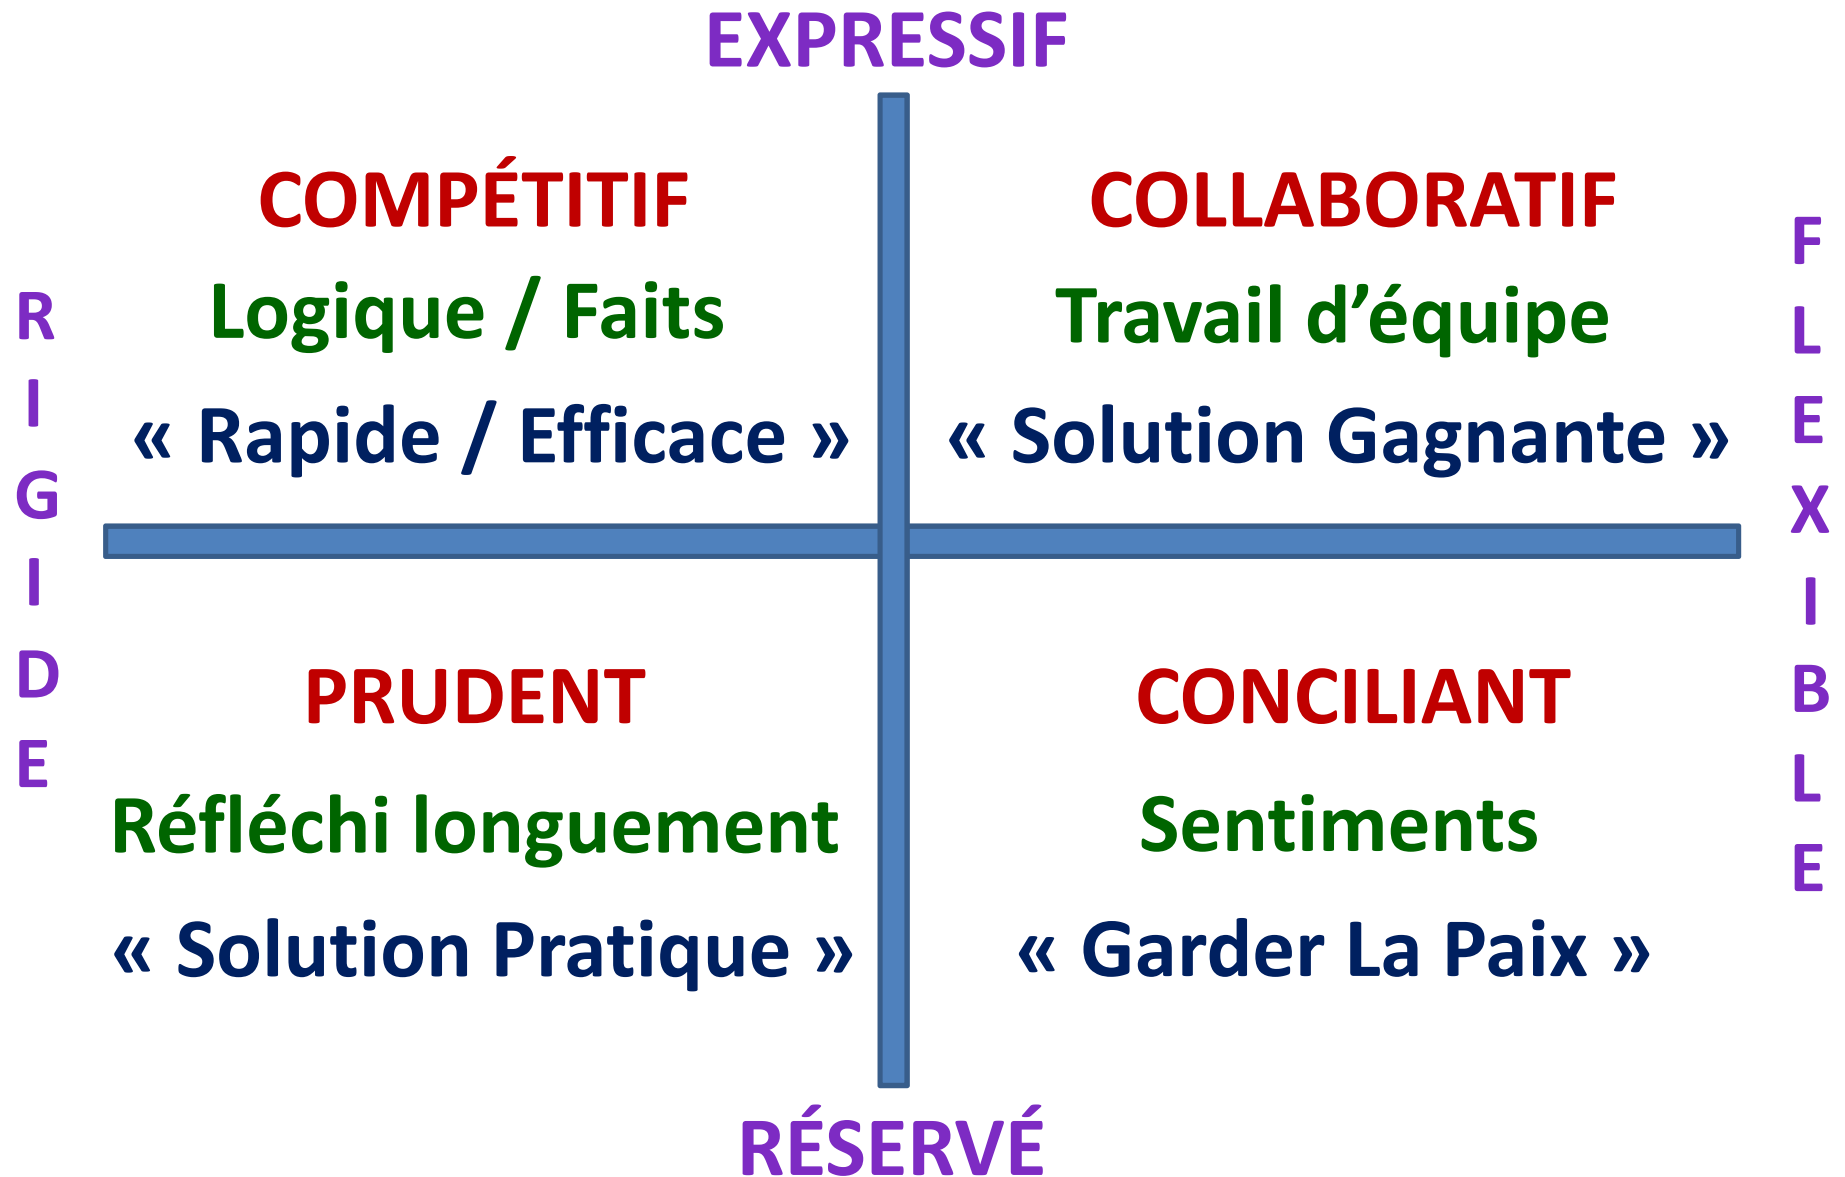 EXPRESSIF
COMPÉTITIF
Logique / Faits
« Rapide / Efficace »
COLLABORATIF
Travail d’équipe
« Solution Gagnante »
RIGIDE
FLEXIBLE
PRUDENT
Réfléchi longuement
« Solution Pratique »
CONCILIANT
Sentiments
« Garder La Paix »
RÉSERVÉ